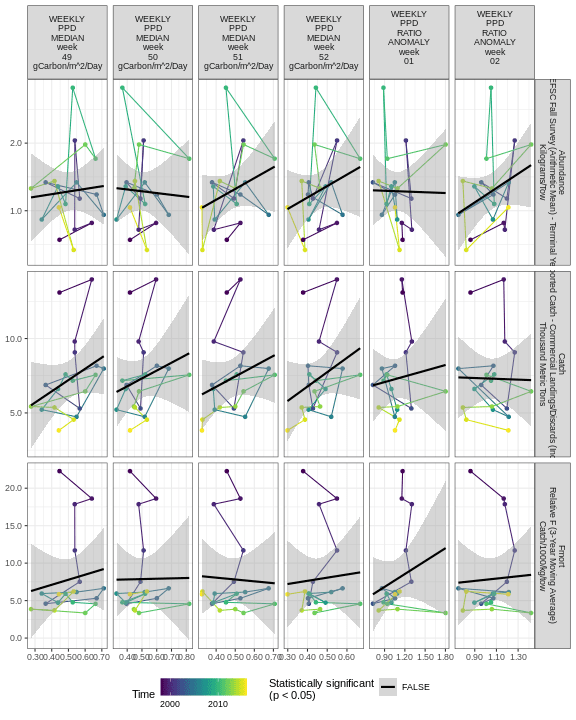 WEEKLY
PPD
MEDIAN
week
49
gCarbon/m^2/Day
WEEKLY
PPD
MEDIAN
week
50
gCarbon/m^2/Day
WEEKLY
PPD
MEDIAN
week
51
gCarbon/m^2/Day
WEEKLY
PPD
MEDIAN
week
52
gCarbon/m^2/Day
WEEKLY
PPD
RATIO
ANOMALY
week
01
WEEKLY
PPD
RATIO
ANOMALY
week
02
2.0
1.0
Abundance
EFSC Fall Survey (Arithmetic Mean) - Terminal Ye
Kilograms/Tow
10.0
5.0
Catch
ported Catch - Commercial Landings/Discards (In
Thousand Metric Tons
20.0
15.0
10.0
5.0
0.0
Fmort
Relative F (3-Year Moving Average)
Catch/1000/kg/tow
0.30 0.40 0.50 0.60 0.70
0.40 0.50 0.60 0.70 0.80
0.40 0.50 0.60 0.70
0.30 0.40 0.50 0.60
0.90 1.20 1.50 1.80
0.90 1.10 1.30
Time
2000 2010
Statistically significant
(p < 0.05)
FALSE